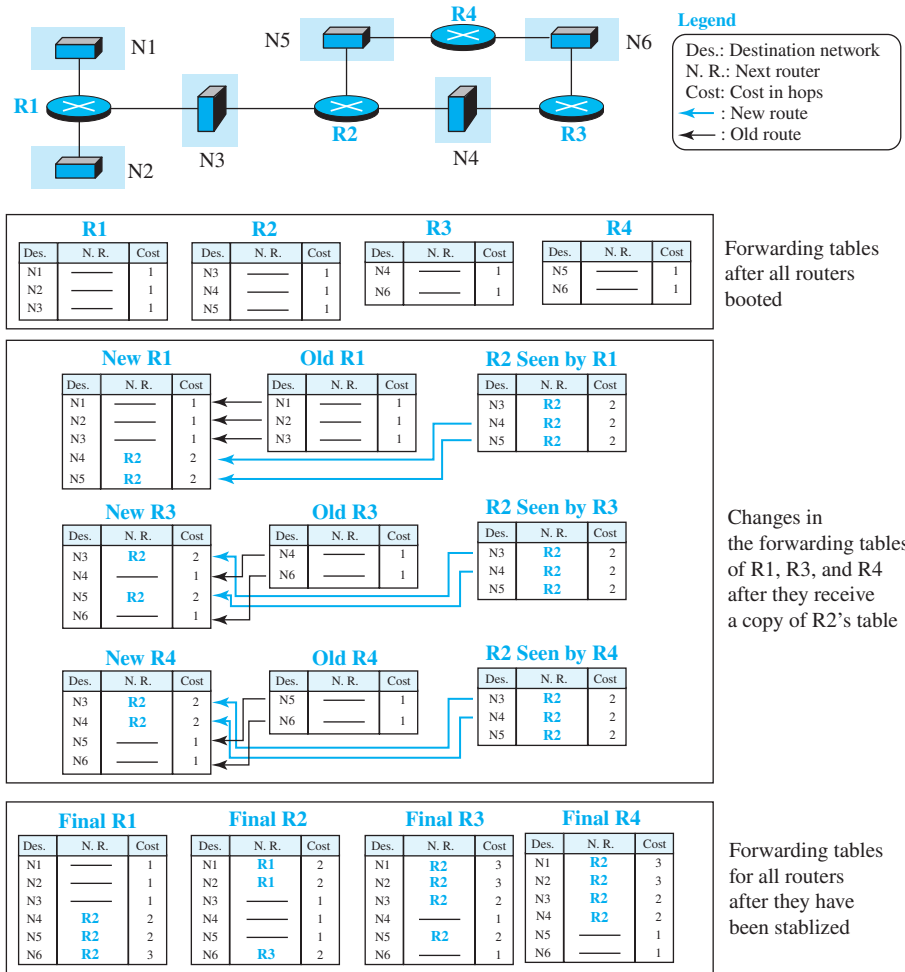 R4
Legend
N1
N5
N6
Des.: Destination network
N. R.: Next router
Cost: Cost in hops
: New route
: Old route
R1
R2
R3
N2
N3
N4
R1
R2
R3
R4
Des. N. R. Cost
N1 1
N2 1
N3 1
Des. N. R. Cost
N3 1
N4 1
N5 1
Des. N. R. Cost
N4 1
N6 1
Des. N. R. Cost
N5 1
N6 1
Forwarding tables
after all routers
booted
New R1
Des. N. R. Cost
N1 1
N2 1
N3 1
N4 R2 2
N5 R2 2
Old R1
Des. N. R. Cost
N1 1
N2 1
N3 1
R2 Seen by R1
Des. N. R. Cost
N3 R2 2
N4 R2 2
N5 R2 2
New R3
Des. N. R. Cost
N3 R2 2
N4 1
N5 R2 2
N6 1
Old R3
Des. N. R. Cost
N4 1
N6 1
R2 Seen by R3
Des. N. R. Cost
N3 R2 2
N4 R2 2
N5 R2 2
New R4
Des. N. R. Cost
N3 R2 2
N4 R2 2
N5 1
N6 1
Old R4
Des. N. R. Cost
N5 1
N6 1
R2 Seen by R4
Des. N. R. Cost
N3 R2 2
N4 R2 2
N5 R2 2
Changes in
the forwarding tables
of R1, R3, and R4
after they receive
a copy of R2's table
Final R1
Des. N. R. Cost
N1 1
N2 1
N3 1
N4 R2 2
N5 R2 2
N6 R2 3
Final R2
Des. N. R. Cost
N1 R1 2
N2 R1 2
N3 1
N4 1
N5 1
N6 R3 2
Final R3
Des. N. R. Cost
N1 R2 3
N2 R2 3
N3 R2 2
N4 1
N5 R2 2
N6 1
Final R4
Des. N. R. Cost
N1 R2 3
N2 R2 3
N3 R2 2
N4 R2 2
N5 1
N6 1
Forwarding tables
for all routers
after they have
been stablized